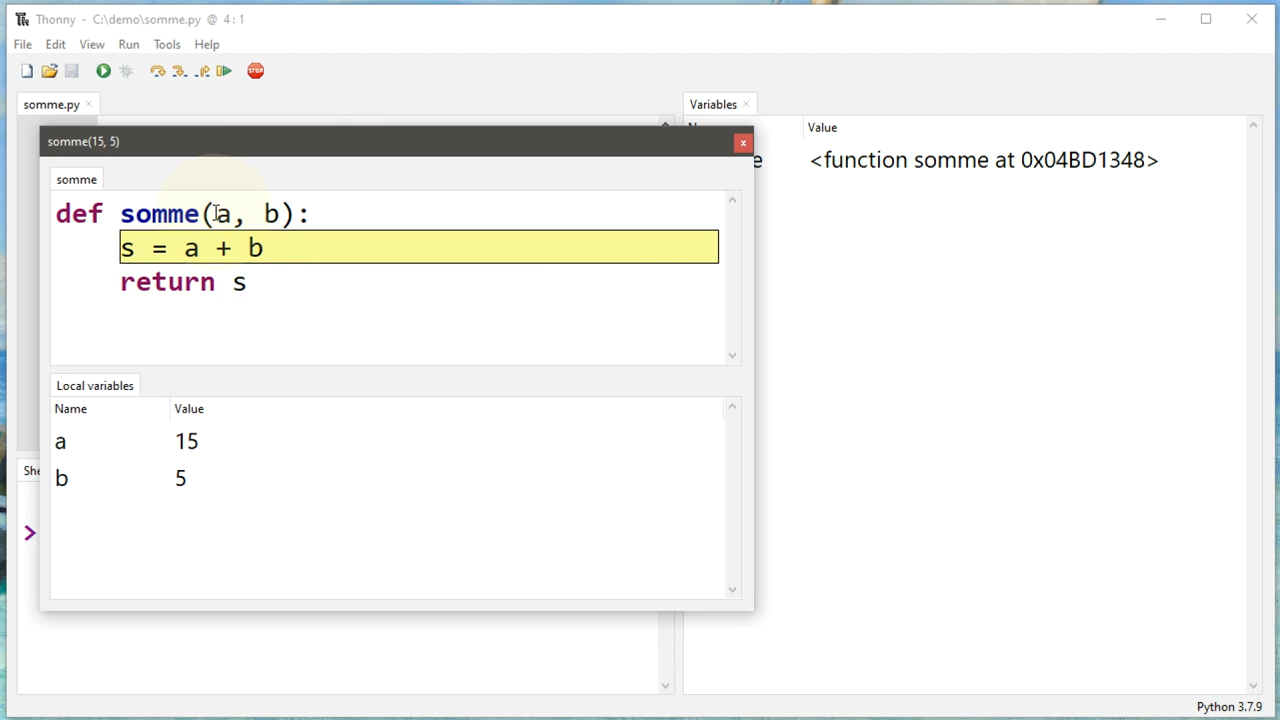 Thonny - C:\demo\somme.py @ 4 : 1
File Edit View Run Tools Help
STOP
somme.py
Variables
Value
somme(15, 5)
<function somme at 0x04BD1348>
somme
def somme(a, b):
s = a + b
return s
Local variables
Name Value
a 15
b 5
>
Python 3.7.9